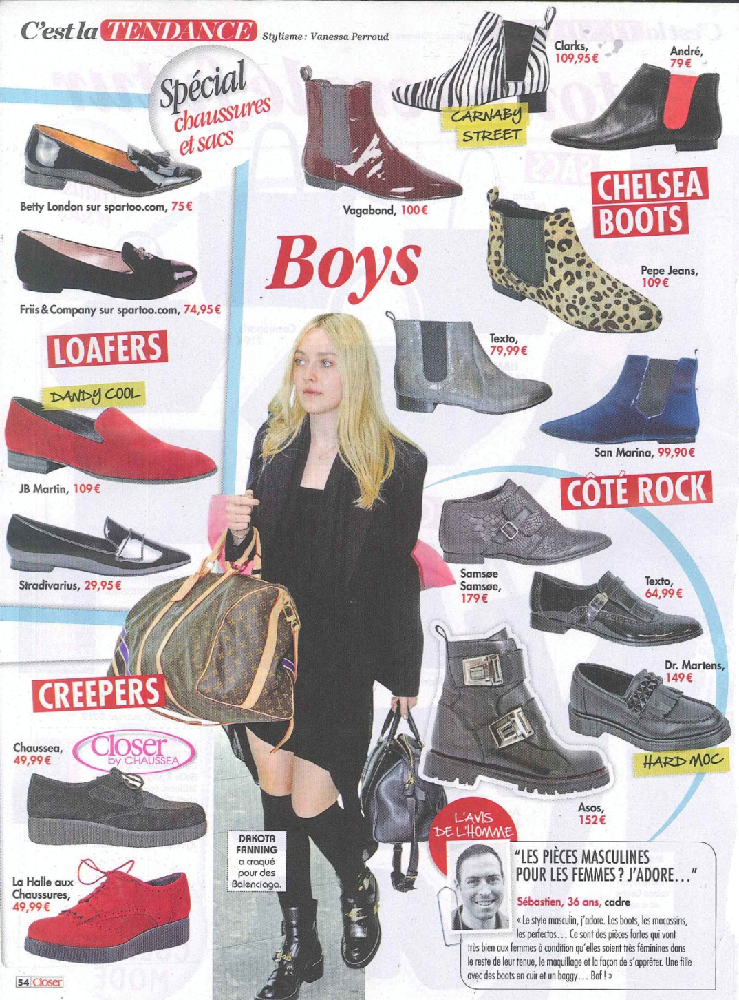 C'est la TENDANCE Stylisme : Vanessa Perroud
Spécial
chaussures
et sacs
Clarks,
109,95 €
André,
79 €
CARNABY
STREET
Betty London sur spartoo.com, 75 €
Vagabond, 100 €
CHELSEA
BOOTS
Boys
Pepe Jeans,
109 €
Friis & Company sur spartoo.com, 74,95 €
LOAFERS
Texto,
79,99 €
DANDY COOL
San Marina, 99,90 €
JB Martin, 109 €
CÔTÉ ROCK
Stradivarius, 29,95 €
Samsøe
Samsøe,
179 €
Texto,
64,99 €
Dr. Martens,
149 €
CREEPERS
Chaussea,
49,99 €
Closer
by CHAUSSEA
HARD MOC
Asos,
152 €
DAKOTA
FANNING
a craqué
pour des
Balenciaga.
La Halle aux
Chaussures,
49,99 €
L'AVIS
DE L'HOMME
"LES PIÈCES MASCULINES
POUR LES FEMMES ? J'ADORE..."
Sébastien, 36 ans, cadre
« Le style masculin, j'adore. Les boots, les mocassins,
les perfectos... Ce sont des pièces fortes qui vont
très bien aux femmes à condition qu'elles soient très féminines dans
le reste de leur tenue, le maquillage et la façon de s'apprêter. Une fille
avec des boots en cuir et un baggy... Bof ! »
54 Closer